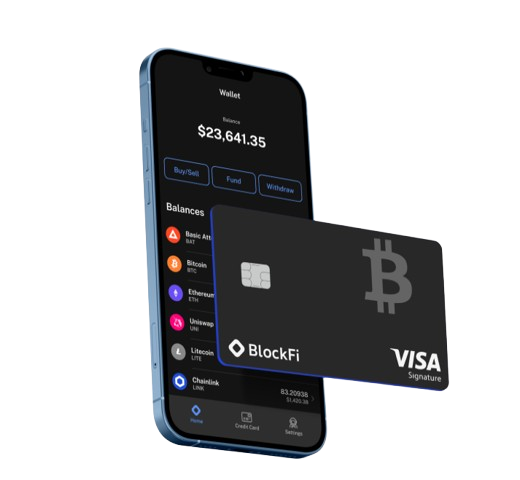 Wallet
Balance
$23,641.35
Buy/Sell
Fund
Withdraw
Balances
Basic Att
BAT
Bitcoin
BTC
Ethereum
ETH
Uniswap
UNI
Litecoin
LITE
Chainlink
LINK
83.20938
Home
Credit Card
Settings
BlockFi
VISA
Signature